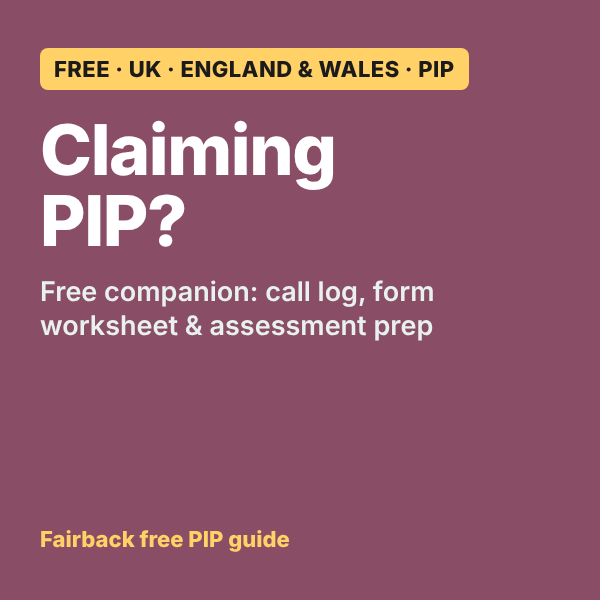 FREE · UK · ENGLAND & WALES · PIP
Claiming
PIP?
Free companion: call log, form
worksheet & assessment prep
Fairback free PIP guide